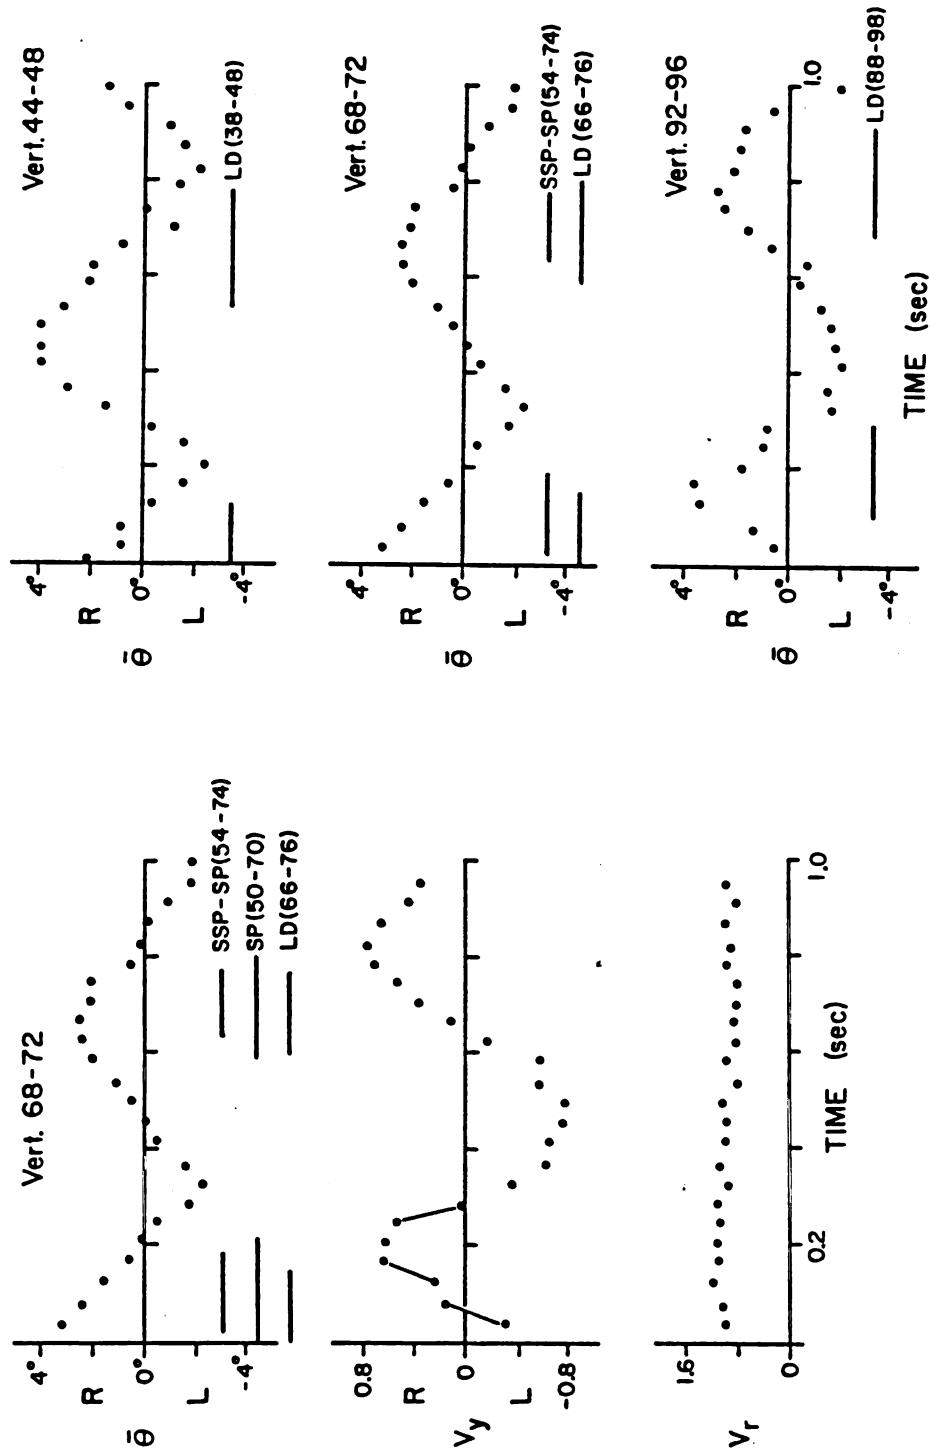 Vert. 68-72
4°
R
0°
L
-4°
θ̄
SSP-SP(54-74)
SP(50-70)
LD(66-76)
0.8
R
0
L
-0.8
Vy
1.6
0
Vr
0.2
1.0
TIME (sec)
Vert. 44-48
4°
R
0°
L
-4°
θ̄
LD(38-48)
Vert. 68-72
4°
R
0°
L
-4°
θ̄
SSP-SP(54-74)
LD(66-76)
Vert. 92-96
4°
R
0°
L
-4°
θ̄
1.0
LD(88-98)
TIME (sec)